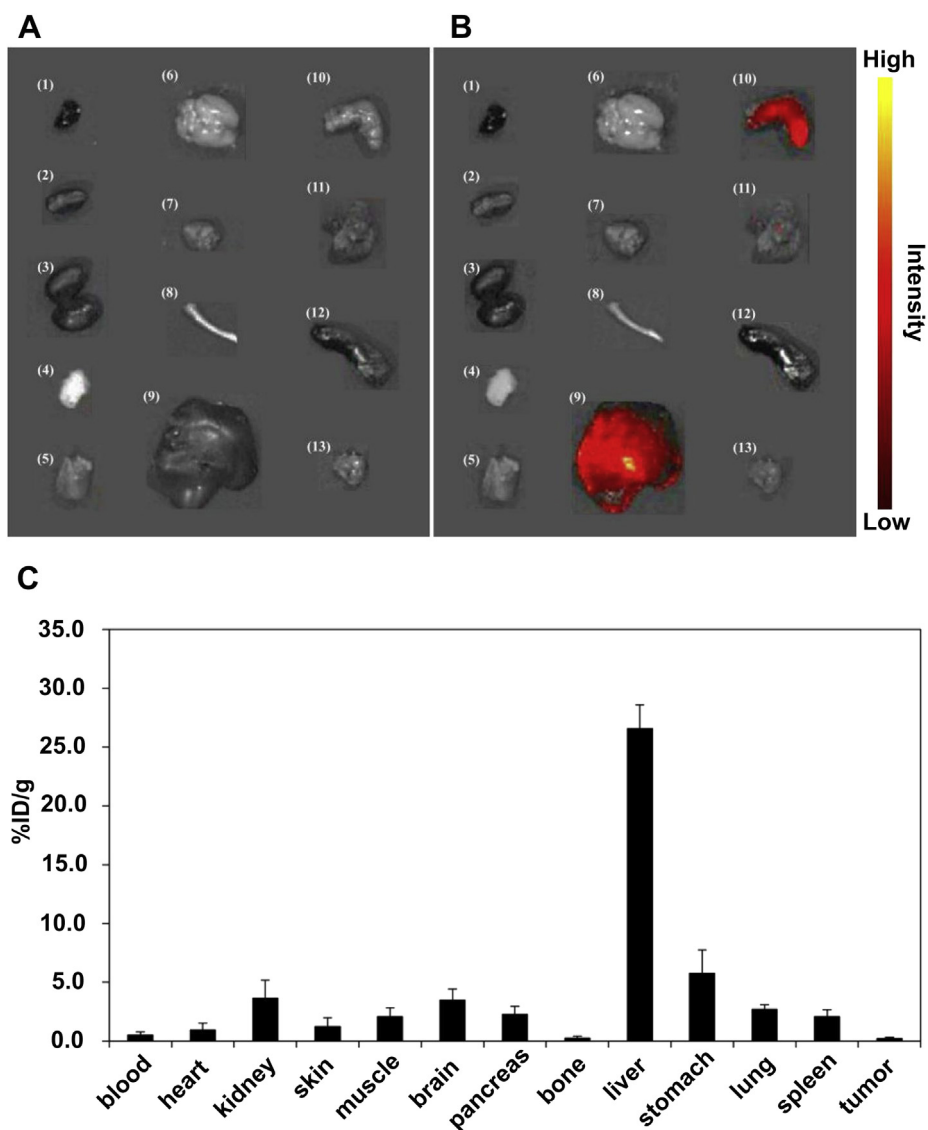 A
B
(1)
(6)
(10)
(2)
(7)
(11)
(3)
(8)
(12)
(4)
(9)
(5)
(13)
(1)
(6)
(10)
(2)
(7)
(11)
(3)
(8)
(12)
(4)
(9)
(5)
(13)
High
Intensity
Low
C
35.0
30.0
25.0
20.0
15.0
10.0
5.0
0.0
%ID/g
blood
heart
kidney
skin
muscle
brain
pancreas
bone
liver
stomach
lung
spleen
tumor